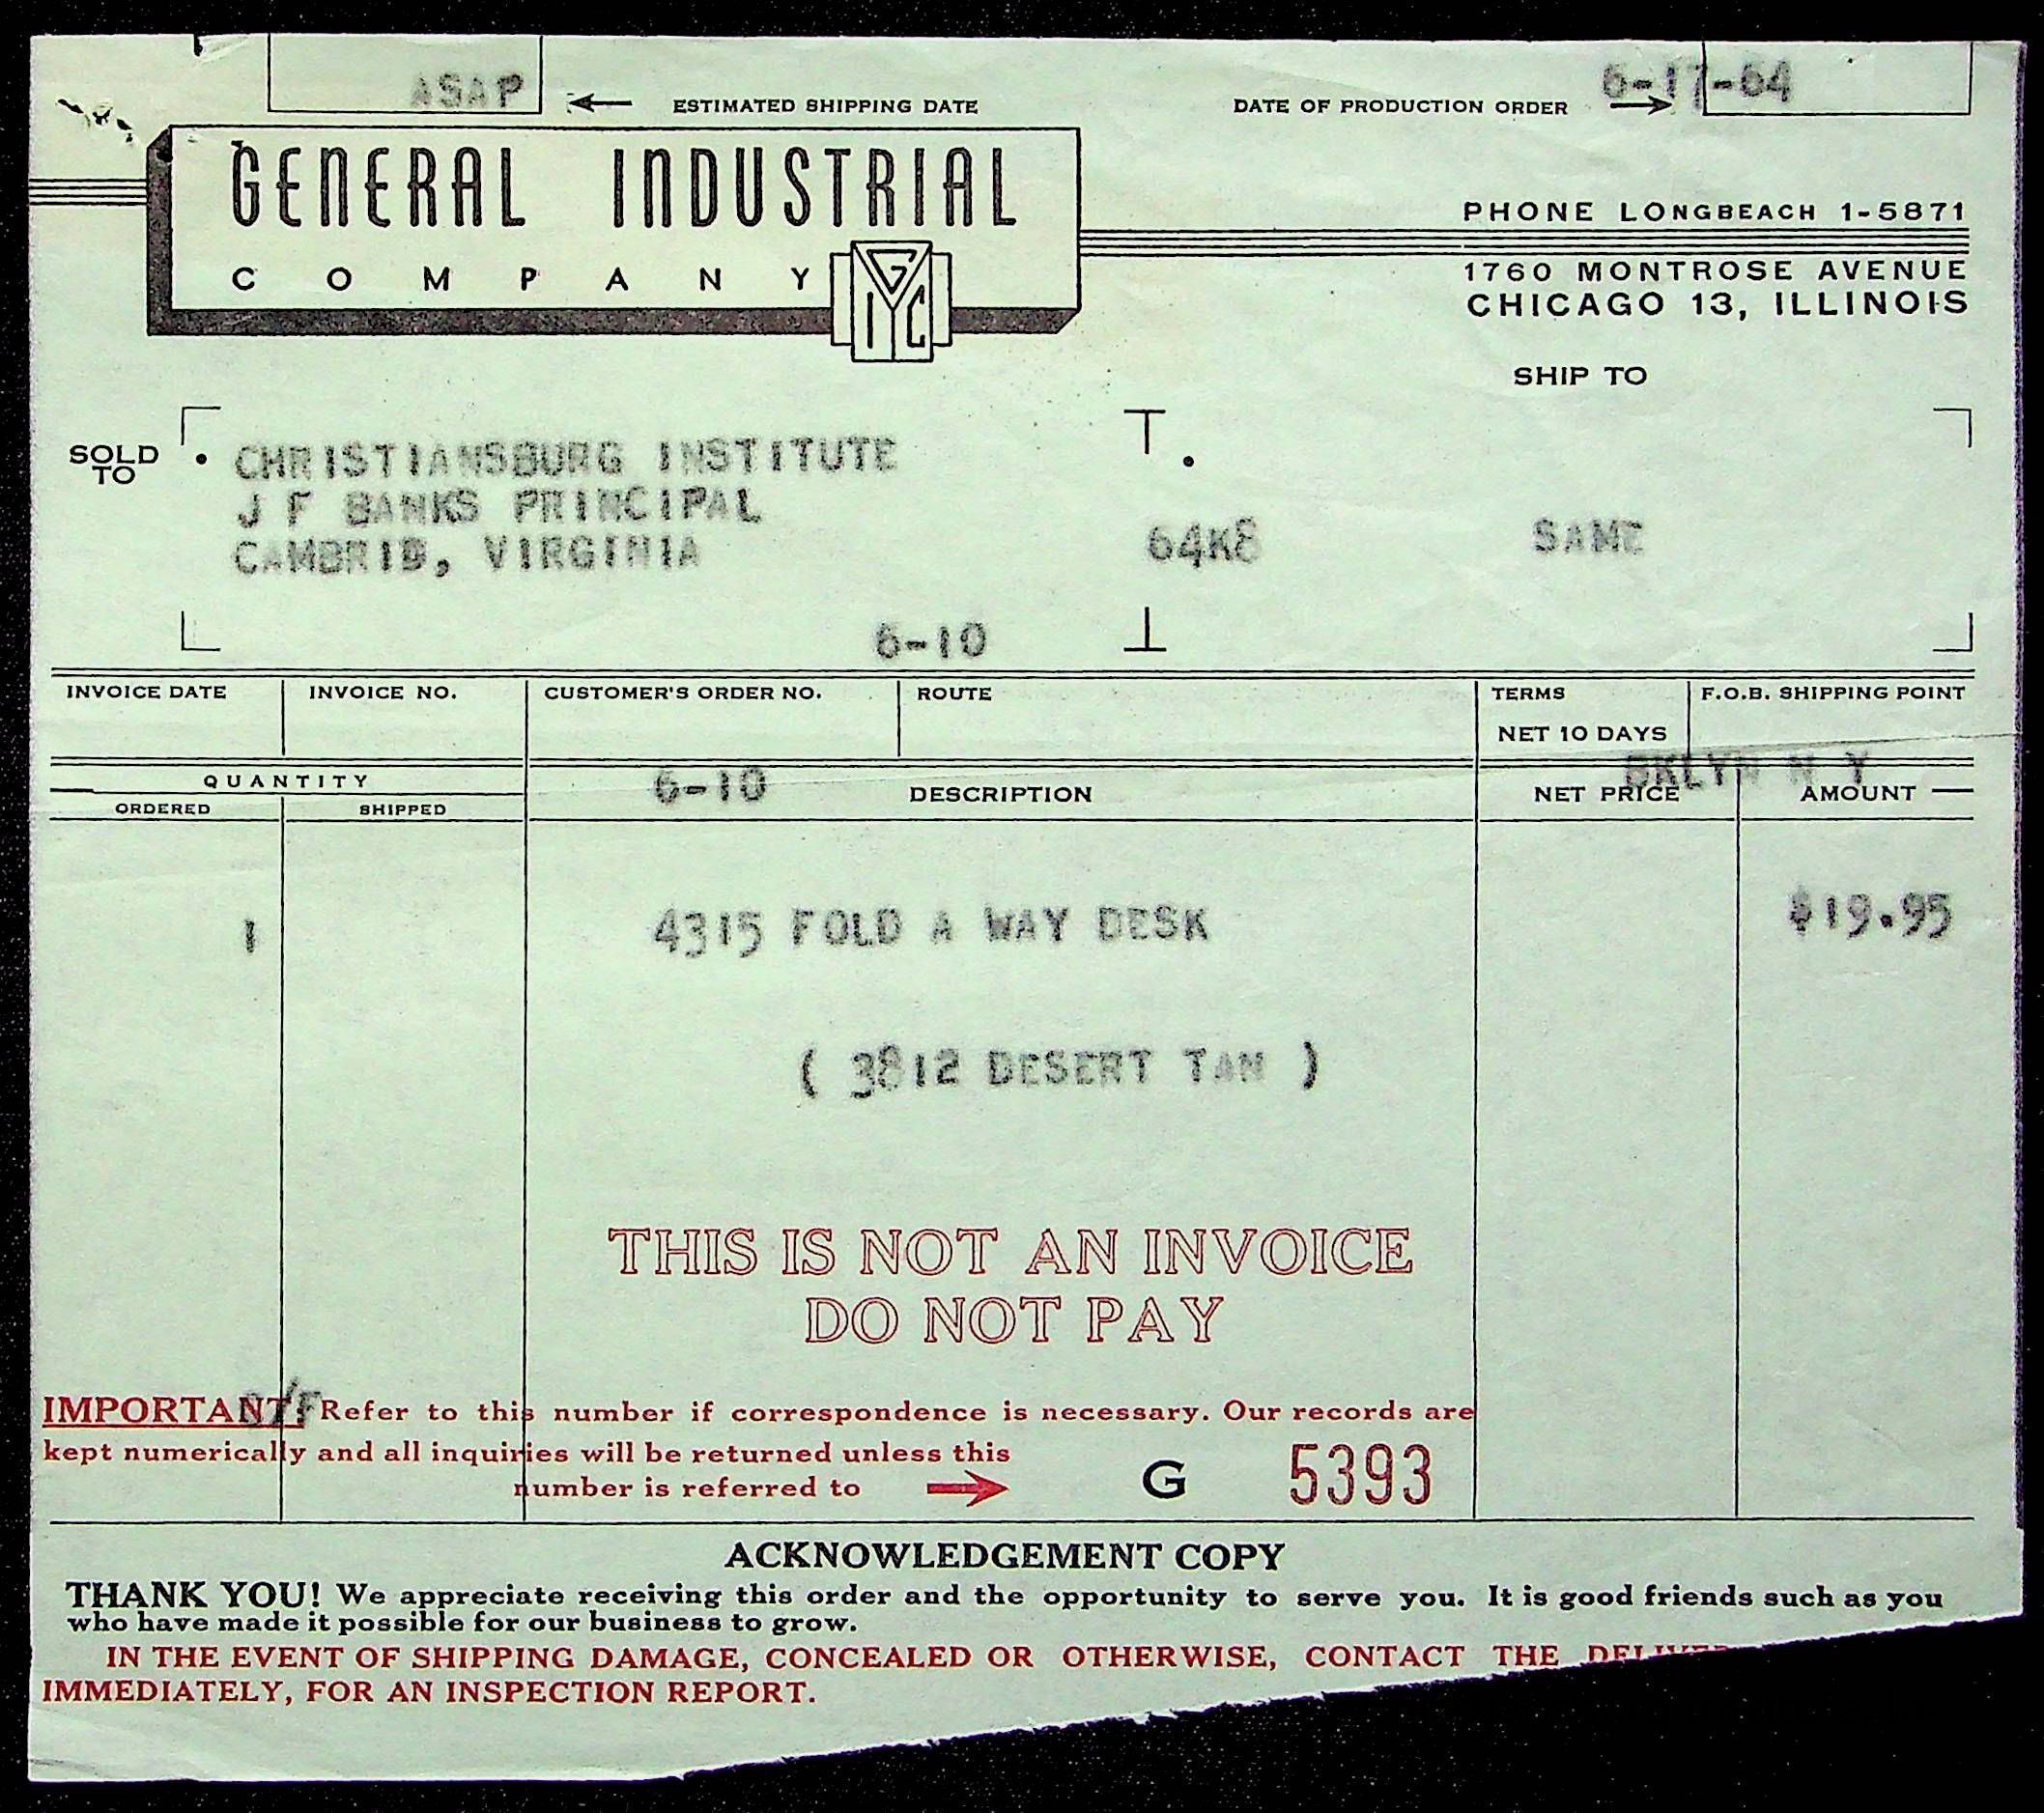 ASAP ← ESTIMATED SHIPPING DATE DATE OF PRODUCTION ORDER → 6-17-64
GENERAL INDUSTRIAL
COMPANY
GIC
PHONE LONGBEACH 1-5871
1760 MONTROSE AVENUE
CHICAGO 13, ILLINOIS
SHIP TO
SOLD TO
CHRISTIANSBURG INSTITUTE
J F BANKS PRINCIPAL
CAMBRID, VIRGINIA
64K8 SAME
6-10
INVOICE DATE INVOICE NO. CUSTOMER'S ORDER NO. ROUTE TERMS F.O.B. SHIPPING POINT
NET 10 DAYS
BKLYN N Y
QUANTITY 6-10 DESCRIPTION NET PRICE AMOUNT
ORDERED SHIPPED
1 4315 FOLD A WAY DESK $19.95
( 3812 DESERT TAN )
THIS IS NOT AN INVOICE
DO NOT PAY
IMPORTANT: Refer to this number if correspondence is necessary. Our records are
kept numerically and all inquiries will be returned unless this
number is referred to → G 5393
ACKNOWLEDGEMENT COPY
THANK YOU! We appreciate receiving this order and the opportunity to serve you. It is good friends such as you
who have made it possible for our business to grow.
IN THE EVENT OF SHIPPING DAMAGE, CONCEALED OR OTHERWISE, CONTACT THE
IMMEDIATELY, FOR AN INSPECTION REPORT.